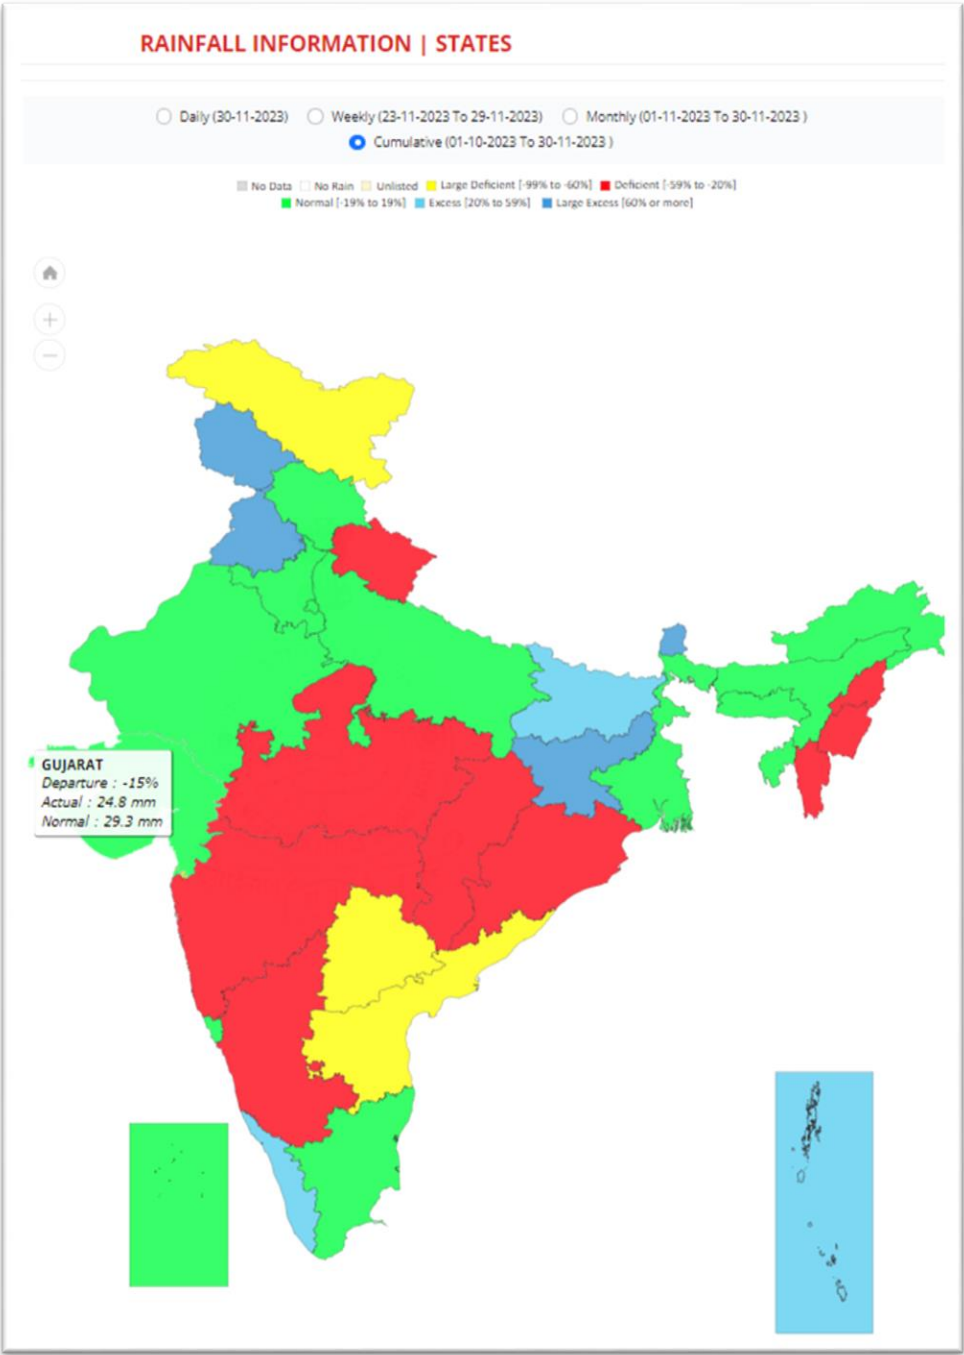 RAINFALL INFORMATION | STATES
Daily (30-11-2023) Weekly (23-11-2023 To 29-11-2023) Monthly (01-11-2023 To 30-11-2023 )
Cumulative (01-10-2023 To 30-11-2023 )
No Data No Rain Unlisted Large Deficient [-99% to -60%] Deficient [-59% to -20%]
Normal [-19% to 19%] Excess [20% to 59%] Large Excess [60% or more]
GUJARAT
Departure : -15%
Actual : 24.8 mm
Normal : 29.3 mm